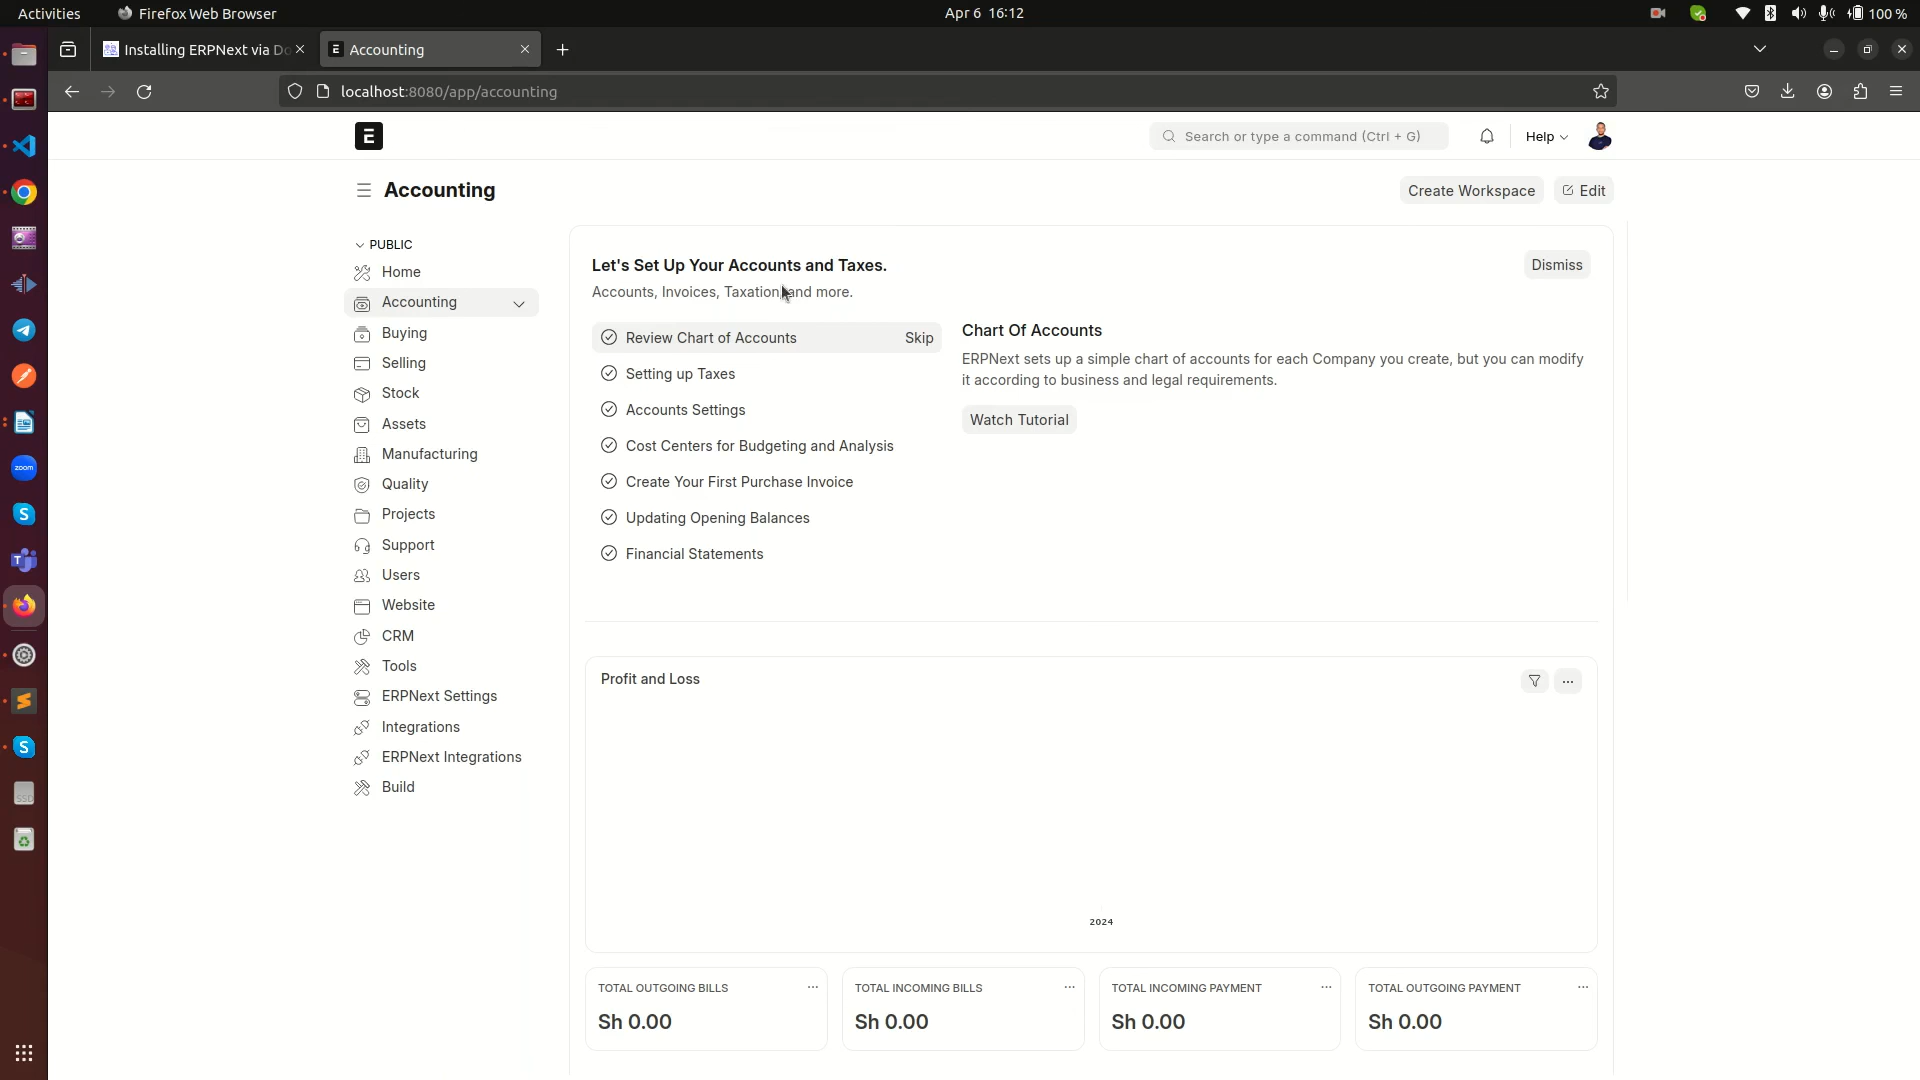 Activities
Firefox Web Browser
Apr 6 16:12
100 %
Installing ERPNext via Do
Accounting
localhost:8080/app/accounting
E
Search or type a command (Ctrl + G)
Help
Accounting
Create Workspace
Edit
PUBLIC
Home
Accounting
Buying
Selling
Stock
Assets
Manufacturing
Quality
Projects
Support
Users
Website
CRM
Tools
ERPNext Settings
Integrations
ERPNext Integrations
Build
Let's Set Up Your Accounts and Taxes.
Dismiss
Accounts, Invoices, Taxation, and more.
Review Chart of Accounts
Skip
Setting up Taxes
Accounts Settings
Cost Centers for Budgeting and Analysis
Create Your First Purchase Invoice
Updating Opening Balances
Financial Statements
Chart Of Accounts
ERPNext sets up a simple chart of accounts for each Company you create, but you can modify
it according to business and legal requirements.
Watch Tutorial
Profit and Loss
2024
TOTAL OUTGOING BILLS
Sh 0.00
TOTAL INCOMING BILLS
Sh 0.00
TOTAL INCOMING PAYMENT
Sh 0.00
TOTAL OUTGOING PAYMENT
Sh 0.00
zoom
SSD